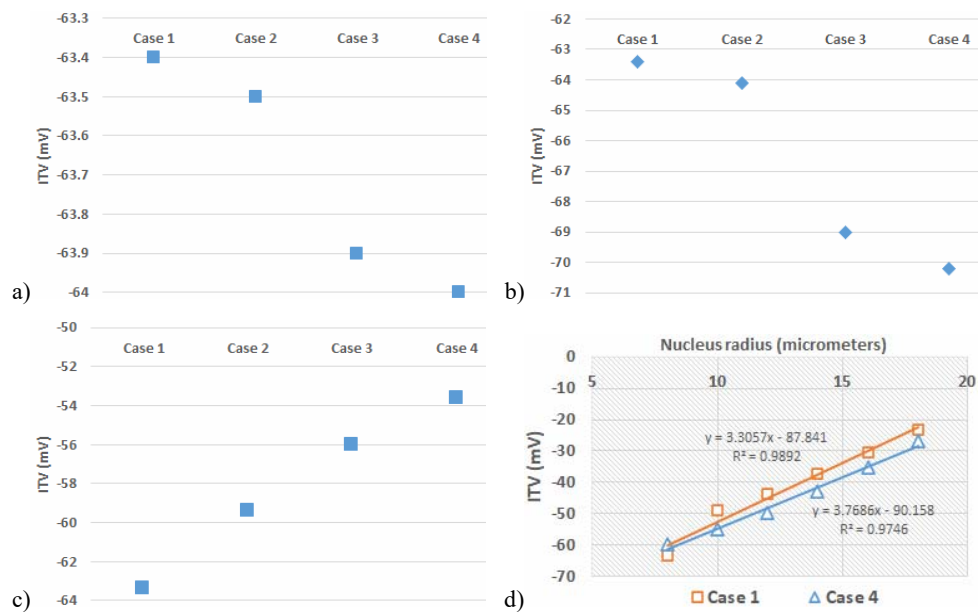 -63.3
Case 1 Case 2 Case 3 Case 4
-63.4
-63.5
-63.6
-63.7
-63.8
-63.9
-64
ITV (mV)
a)
-62
Case 1 Case 2 Case 3 Case 4
-63
-64
-65
-66
-67
-68
-69
-70
-71
ITV (mV)
b)
-50
Case 1 Case 2 Case 3 Case 4
-52
-54
-56
-58
-60
-62
-64
ITV (mV)
c)
Nucleus radius (micrometers)
0
5 10 15 20
-10
-20
-30
-40
-50
-60
-70
ITV (mV)
y = 3.3057x - 87.841
R² = 0.9892
y = 3.7686x - 90.158
R² = 0.9746
d)
Case 1 Case 4